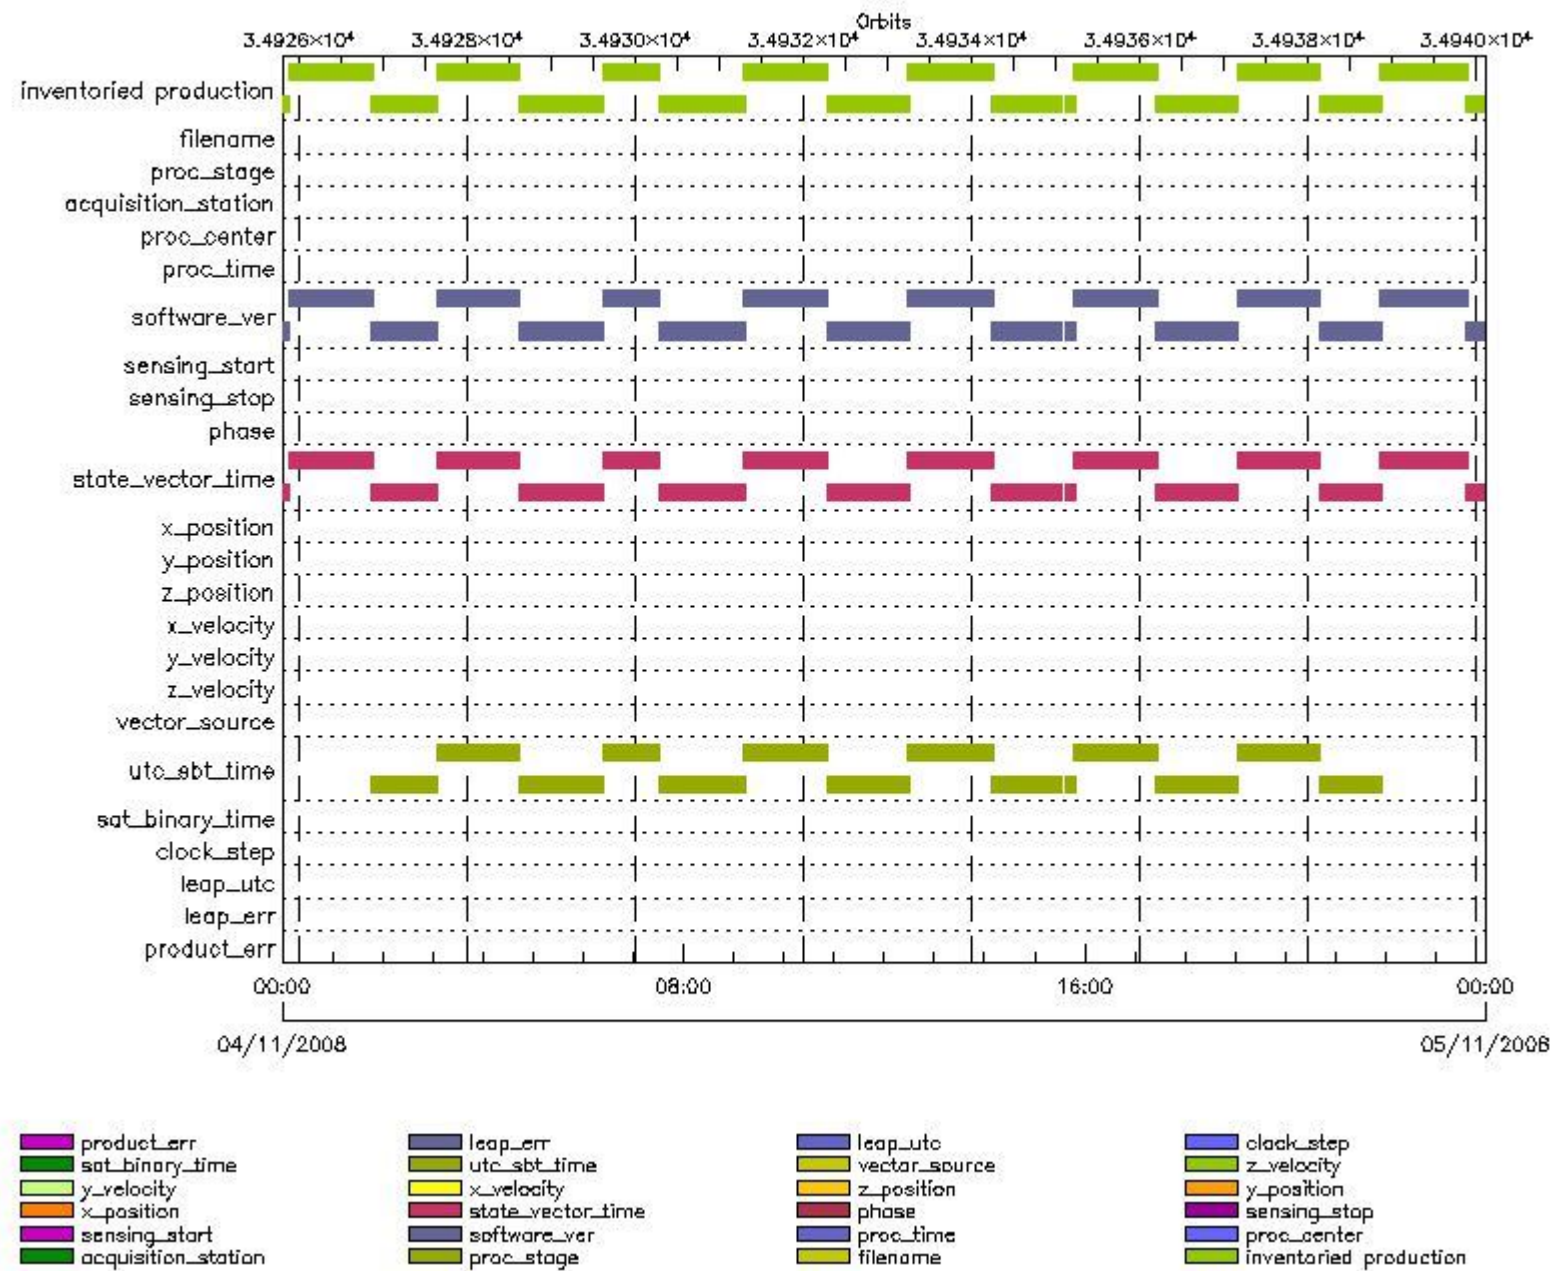 Orbits
3.4926×10⁴ 3.4928×10⁴ 3.4930×10⁴ 3.4932×10⁴ 3.4934×10⁴ 3.4936×10⁴ 3.4938×10⁴ 3.4940×10⁴
inventoried production
filename
proc_stage
acquisition_station
proc_center
proc_time
software_ver
sensing_start
sensing_stop
phase
state_vector_time
x_position
y_position
z_position
x_velocity
y_velocity
z_velocity
vector_source
utc_sbt_time
sat_binary_time
clock_step
leap_utc
leap_err
product_err
00:00 08:00 16:00 00:00
04/11/2008 05/11/2008
product_err leap_err leap_utc clock_step
sat_binary_time utc_sbt_time vector_source z_velocity
y_velocity x_velocity z_position y_position
x_position state_vector_time phase sensing_stop
sensing_start software_ver proc_time proc_center
acquisition_station proc_stage filename inventoried production